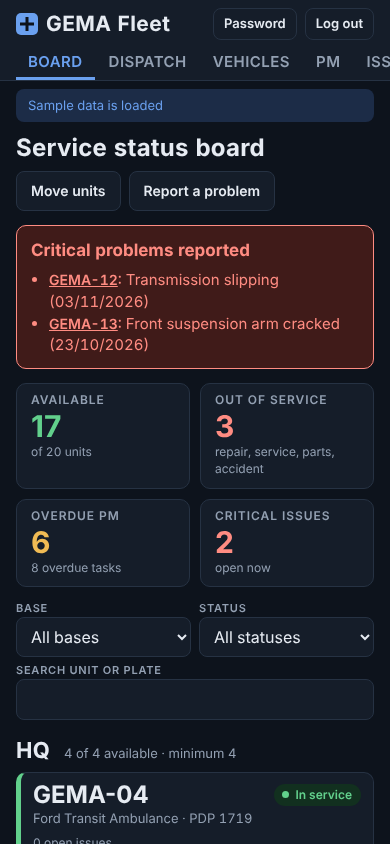 GEMA Fleet
Password
Log out
BOARD
DISPATCH
VEHICLES
PM
ISS
Sample data is loaded
Service status board
Move units
Report a problem
Critical problems reported
• GEMA-12: Transmission slipping
(03/11/2026)
• GEMA-13: Front suspension arm cracked
(23/10/2026)
AVAILABLE
17
of 20 units
OUT OF SERVICE
3
repair, service, parts,
accident
OVERDUE PM
6
8 overdue tasks
CRITICAL ISSUES
2
open now
BASE
All bases
STATUS
All statuses
SEARCH UNIT OR PLATE
HQ
4 of 4 available · minimum 4
GEMA-04
In service
Ford Transit Ambulance · PDP 1719
0 open issues